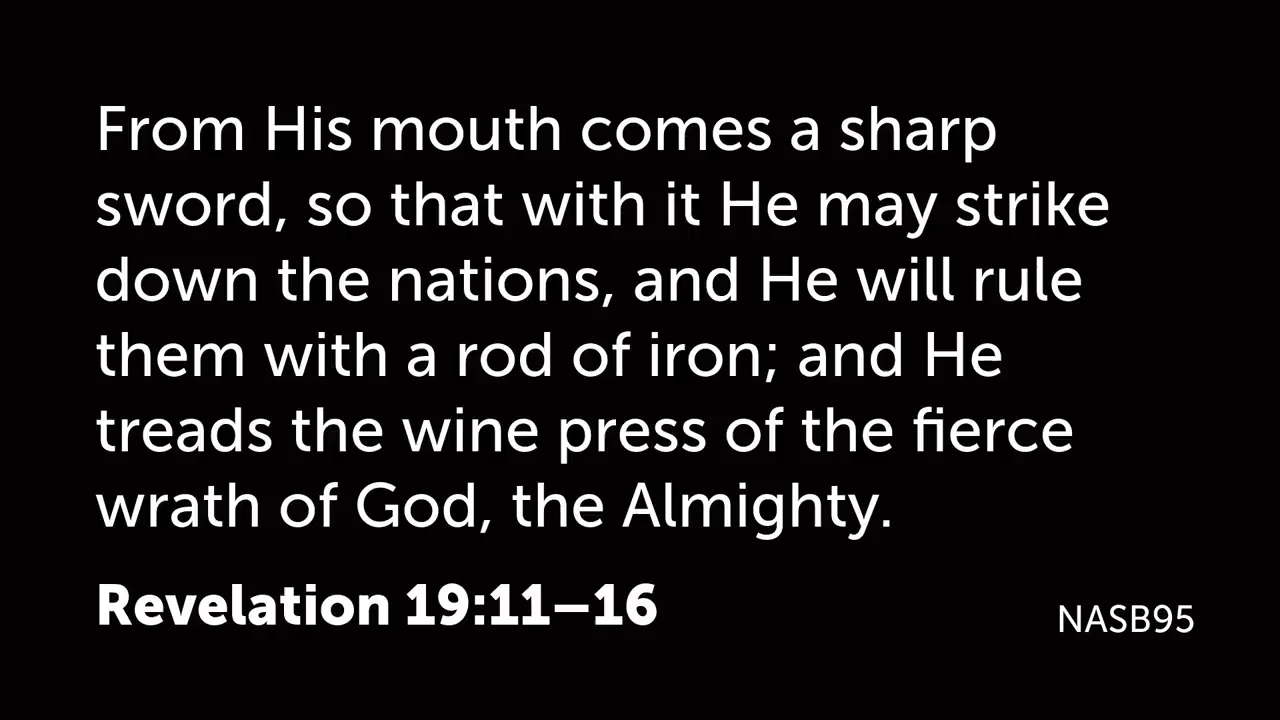 From His mouth comes a sharp
sword, so that with it He may strike
down the nations, and He will rule
them with a rod of iron; and He
treads the wine press of the fierce
wrath of God, the Almighty.
Revelation 19:11–16
NASB95